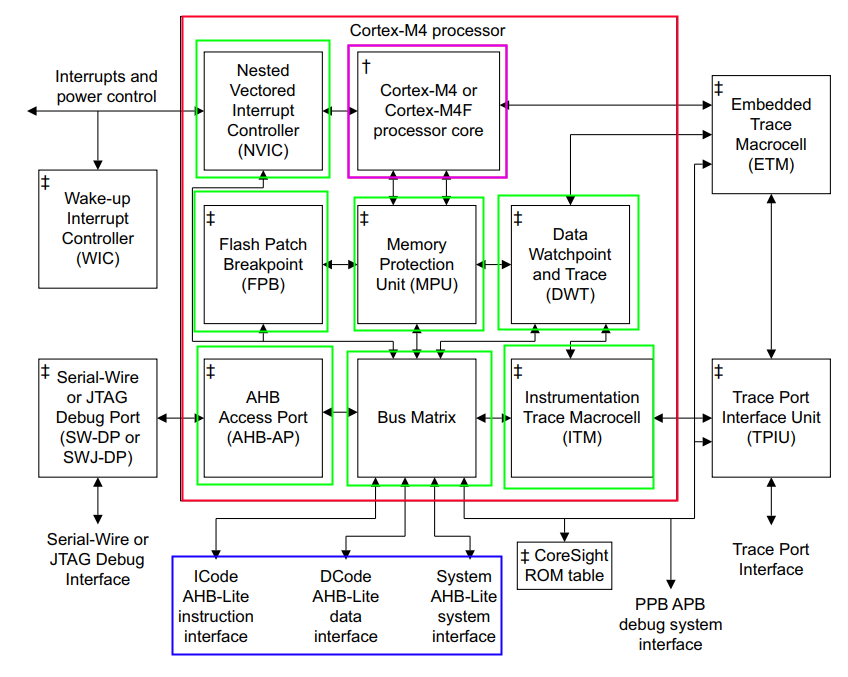 Cortex-M4 processor
Interrupts and
power control
Nested
Vectored
Interrupt
Controller
(NVIC)
†
Cortex-M4 or
Cortex-M4F
processor core
‡
Embedded
Trace
Macrocell
(ETM)
‡
Wake-up
Interrupt
Controller
(WIC)
‡
Flash Patch
Breakpoint
(FPB)
‡
Memory
Protection
Unit (MPU)
‡
Data
Watchpoint
and Trace
(DWT)
‡
Serial-Wire
or JTAG
Debug Port
(SW-DP or
SWJ-DP)
‡
AHB
Access Port
(AHB-AP)
Bus Matrix
‡
Instrumentation
Trace Macrocell
(ITM)
‡
Trace Port
Interface Unit
(TPIU)
Serial-Wire or
JTAG Debug
Interface
ICode
AHB-Lite
instruction
interface
DCode
AHB-Lite
data
interface
System
AHB-Lite
system
interface
‡ CoreSight
ROM table
PPB APB
debug system
interface
Trace Port
Interface